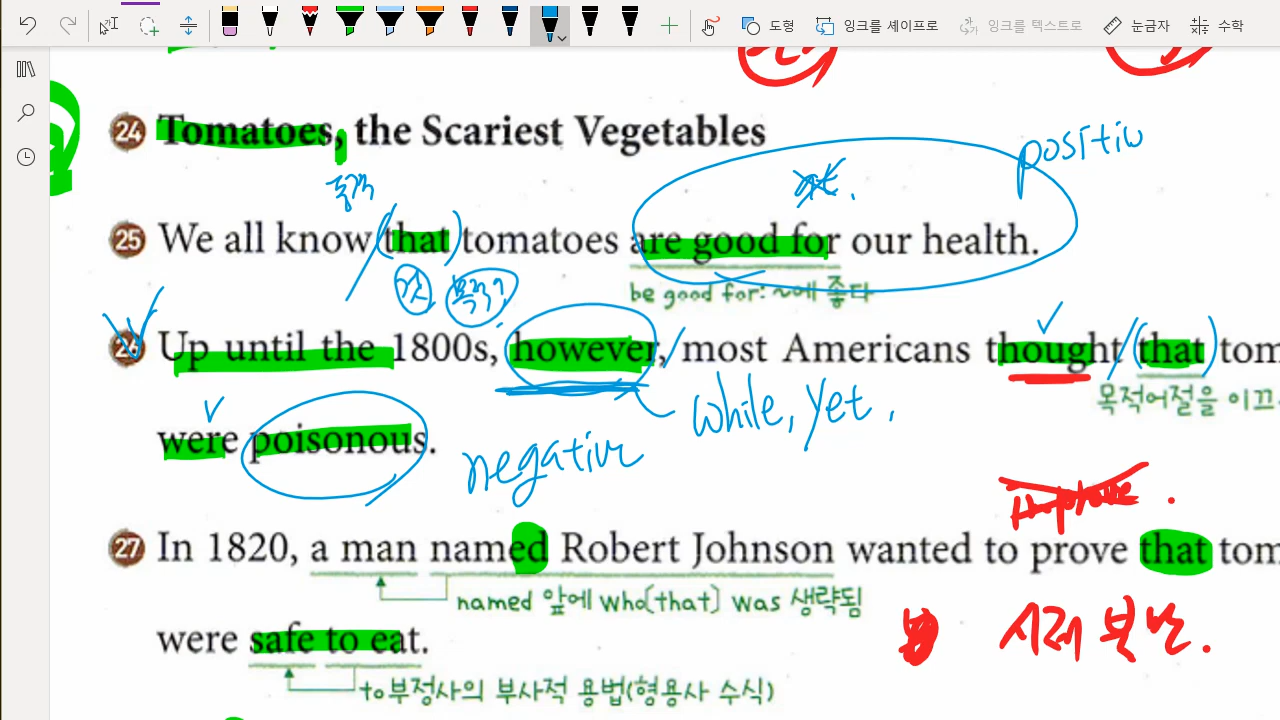 도형 잉크를 셰이프로 잉크를 텍스트로 눈금자 수학
24 Tomatoes, the Scariest Vegetables
positiv
25 We all know (that) tomatoes are good for our health.
것 목적?
be good for: ~에 좋다
26 Up until the 1800s, however, most Americans thought (that) tom
목적어절을 이끄
while, yet,
were poisonous.
negative
improve.
27 In 1820, a man named Robert Johnson wanted to prove that tom
named 앞에 who(that) was 생략됨
were safe to eat.
to부정사의 부사적 용법(형용사 수식)